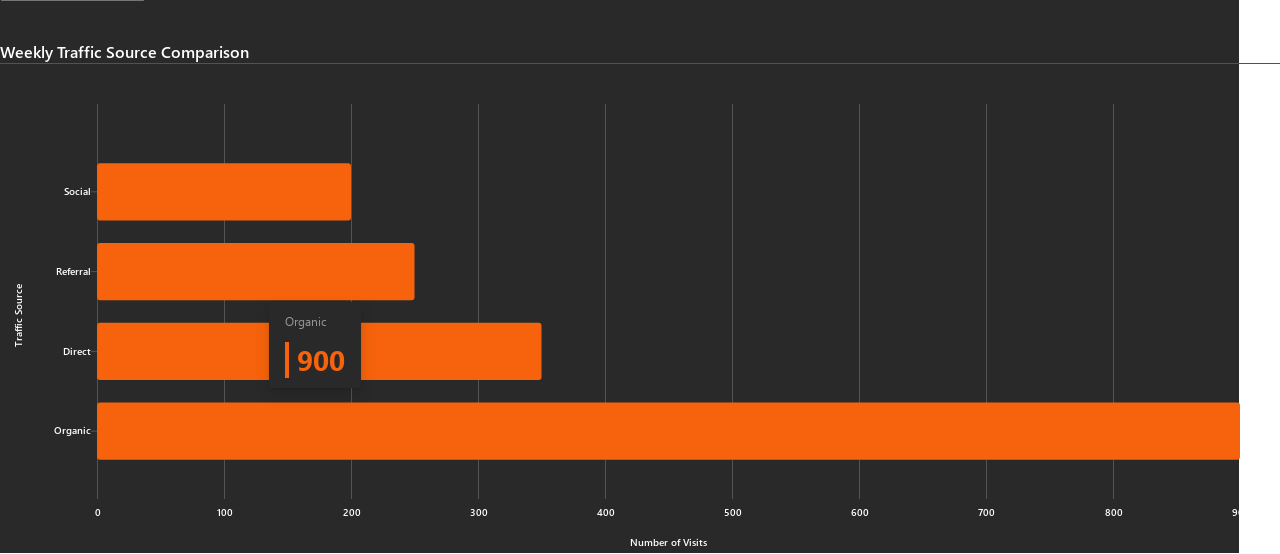 Weekly Traffic Source Comparison
Traffic Source
Social
Referral
Direct
Organic
Organic
900
0 100 200 300 400 500 600 700 800
Number of Visits